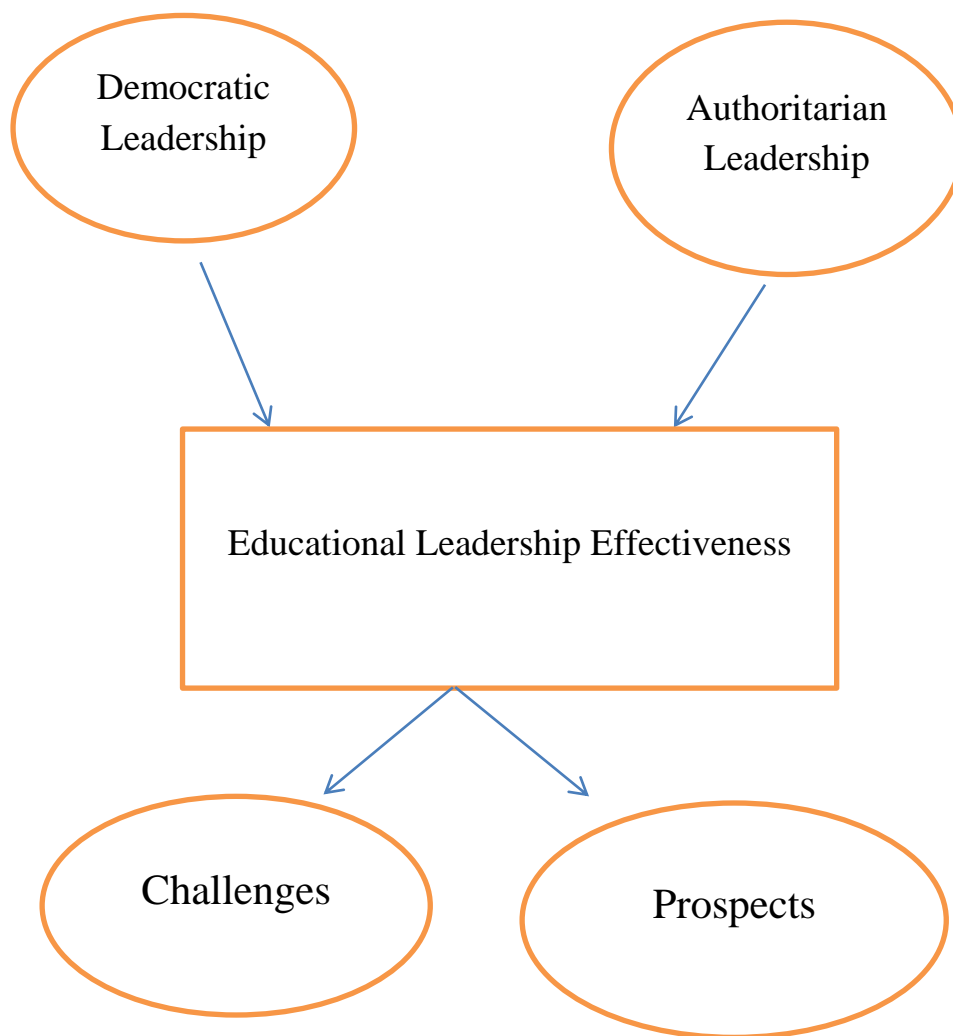 Democratic
Leadership
Authoritarian
Leadership
Educational Leadership Effectiveness
Challenges
Prospects